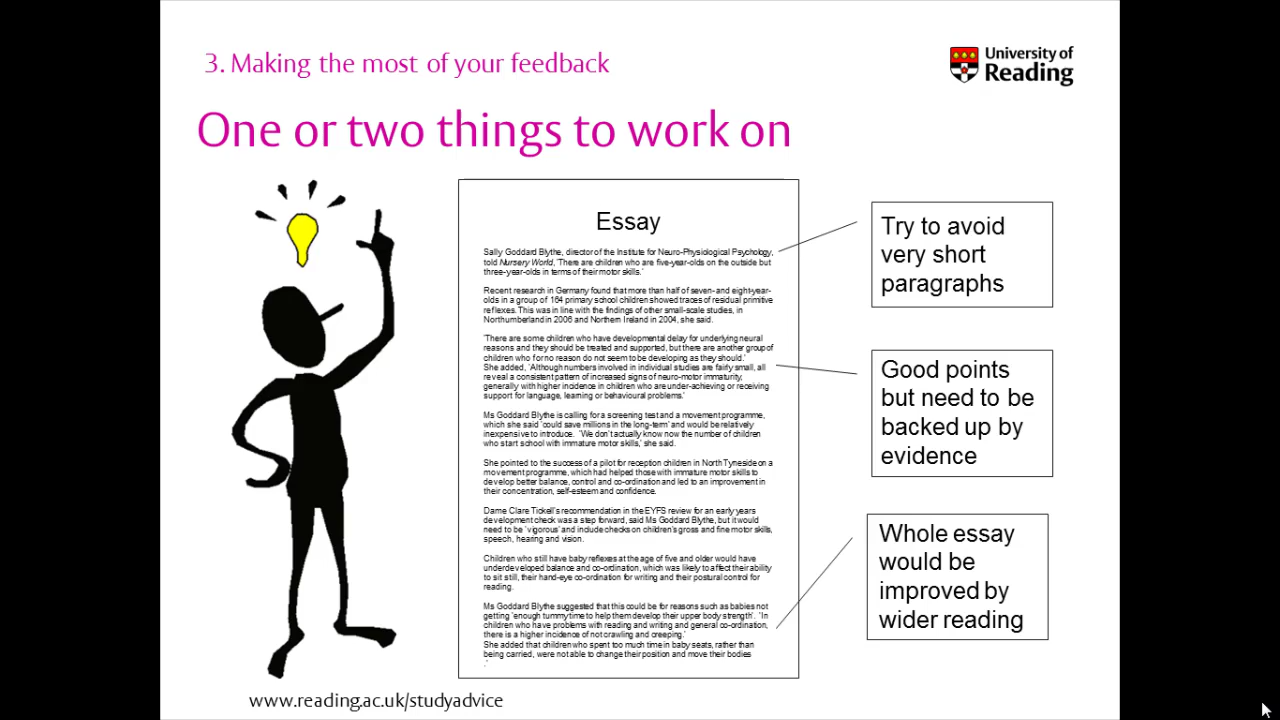 3. Making the most of your feedback
University of
Reading
One or two things to work on
Essay
Sally Goddard Blythe, director of the Institute for Neuro-Physiological Psychology,
told Nursery World, 'There are children who are five-year-olds on the outside but
three-year-olds in terms of their motor skills.'
Recent research in Germany found that more than half of seven- and eight-year-
olds in a group of 164 primary school children showed traces of residual primitive
reflexes. This was in line with the findings of other small-scale studies, in
Northumberland in 2006 and Northern Ireland in 2004, she said.
'There are some children who have developmental delay for underlying neural
reasons and they should be treated and supported, but there are another group of
children who for no reason do not seem to be developing as they should.'
She added, 'Although numbers involved in individual studies are fairly small, all
reveal a consistent pattern of increased signs of neuro-motor immaturity,
generally with higher incidence in children who are under-achieving or receiving
support for language, learning or behavioural problems.'
Ms Goddard Blythe is calling for a screening test and a movement programme,
which she said 'could save millions in the long-term' and would be relatively
inexpensive to introduce. 'We don't actually know now the number of children
who start school with immature motor skills,' she said.
She pointed to the success of a pilot for reception children in North Tyneside on a
movement programme, which had helped those with immature motor skills to
develop better balance, control and co-ordination and led to an improvement in
their concentration, self-esteem and confidence.
Dame Clare Tickell's recommendation in the EYFS review for an early years
development check was a step forward, said Ms Goddard Blythe, but it would
need to be 'vigorous' and include checks on children's gross and fine motor skills,
speech, hearing and vision.
Children who still have baby reflexes at the age of five and older would have
underdeveloped balance and co-ordination, which was likely to affect their ability
to sit still, their hand-eye co-ordination for writing and their postural control for
reading.
Ms Goddard Blythe suggested that this could be for reasons such as babies not
getting 'enough tummy time to help them develop their upper body strength'. 'In
children who have problems with reading and writing and general co-ordination,
there is a higher incidence of not crawling and creeping.'
She added that children who spent too much time in baby seats, rather than
being carried, were not able to change their position and move their bodies
.'
Try to avoid
very short
paragraphs
Good points
but need to be
backed up by
evidence
Whole essay
would be
improved by
wider reading
www.reading.ac.uk/studyadvice